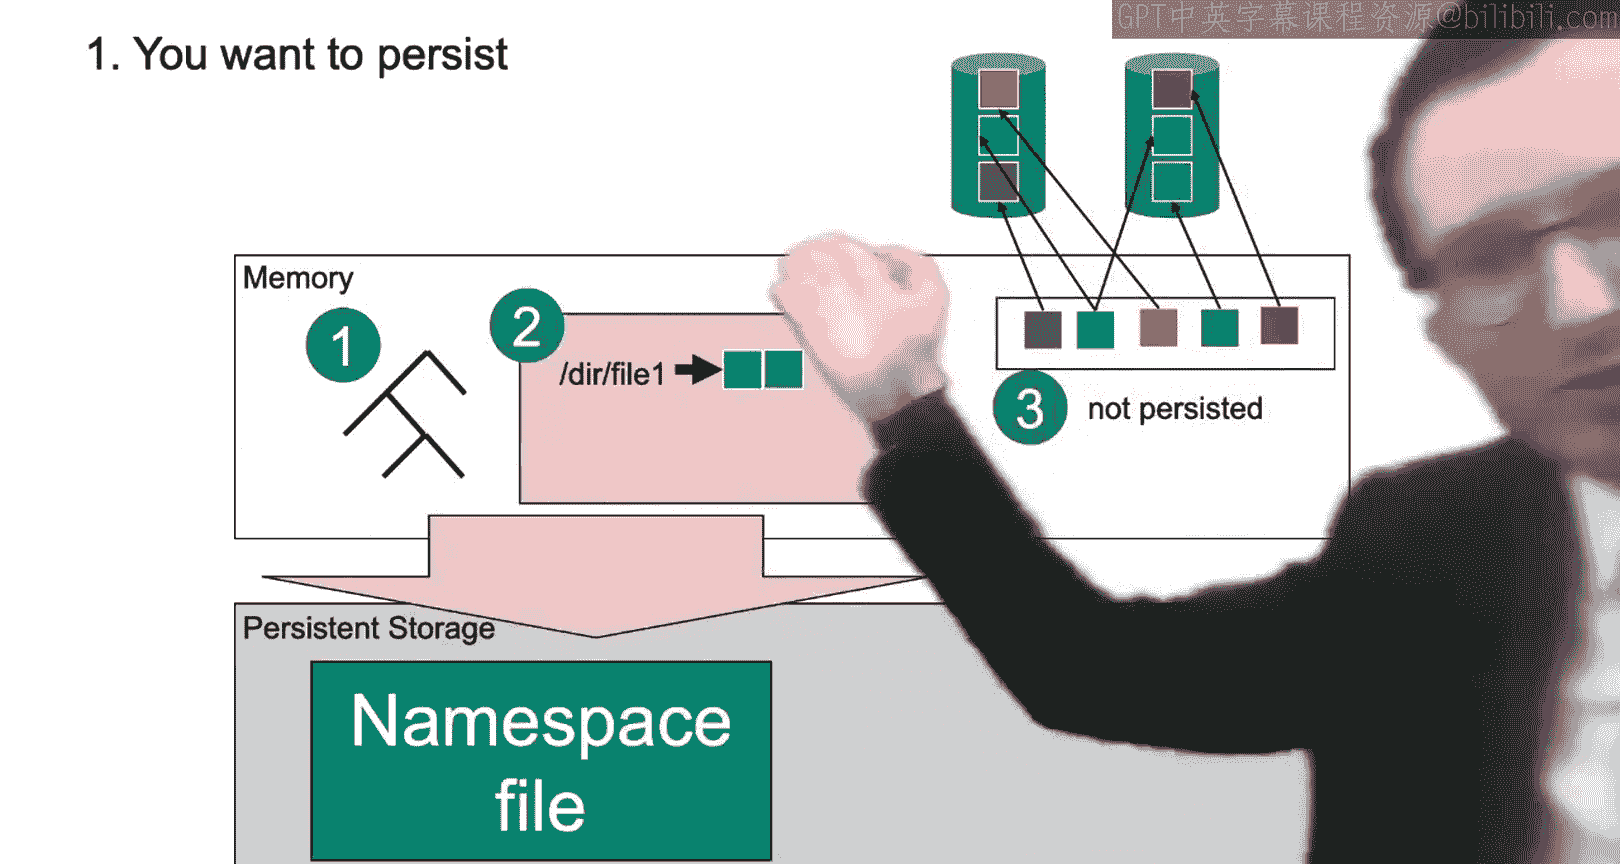 GPT中英字幕课程资源@bilibili.com
1. You want to persist
Memory
1
2
/dir/file1
3
not persisted
Persistent Storage
Namespace
file